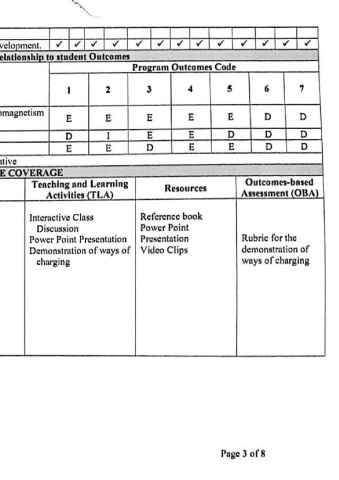 velopment. ✓ ✓ ✓ ✓ ✓ ✓ ✓ ✓ ✓ ✓ ✓ ✓ ✓
elationship to student Outcomes
Program Outcomes Code
1 2 3 4 5 6 7
omagnetism E E E E E D D
D I E E D D D
E E D E E D D
ative
E COVERAGE
Teaching and Learning Activities (TLA) Resources Outcomes-based Assessment (OBA)
Interactive Class
Discussion
Power Point Presentation
Demonstration of ways of
charging
Reference book
Power Point
Presentation
Video Clips
Rubric for the
demonstration of
ways of charging
Page 3 of 8